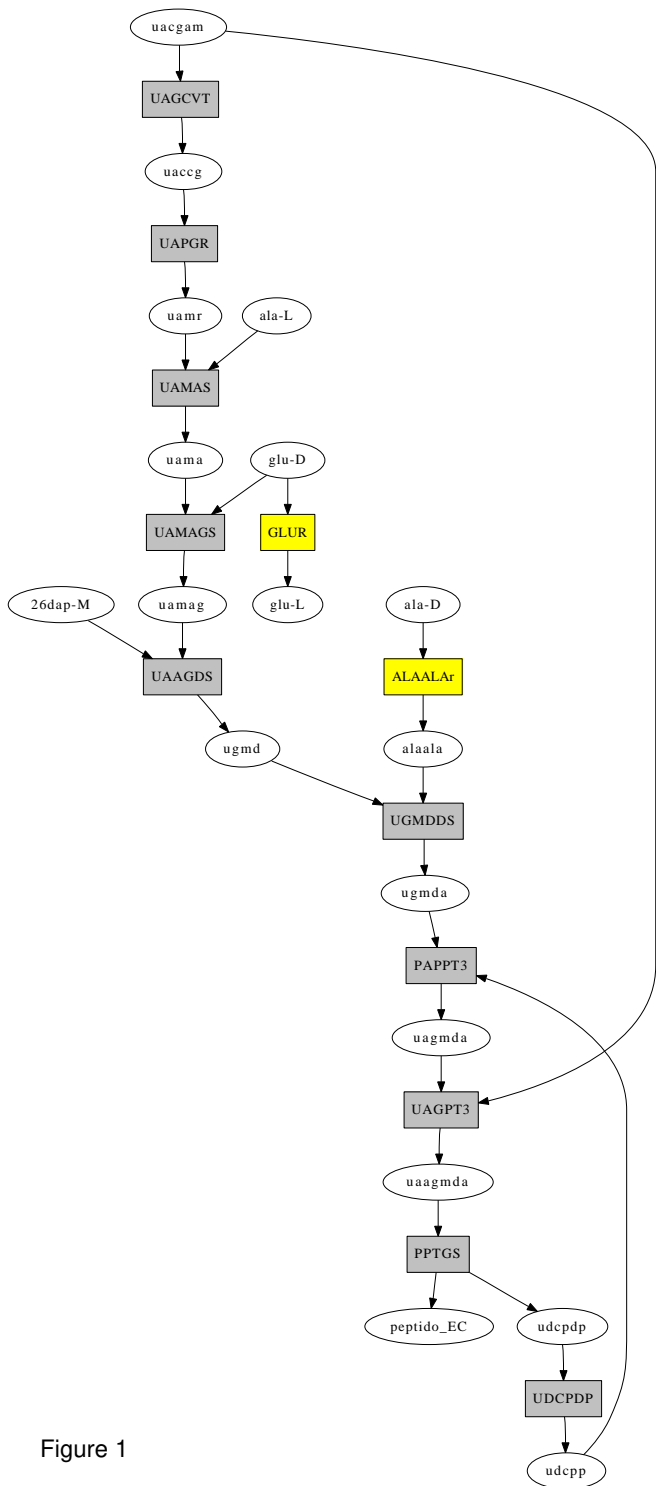 uacgam
UAGCVT
uaccg
UAPGR
uamr ala-L
UAMAS
uama glu-D
UAMAGS GLUR
26dap-M uamag glu-L ala-D
UAAGDS ALAALAr
ugmd alaala
UGMDDS
ugmda
PAPPT3
uagmda
UAGPT3
uaagmda
PPTGS
peptido_EC udcpdp
UDCPDP
Figure 1
udcpp